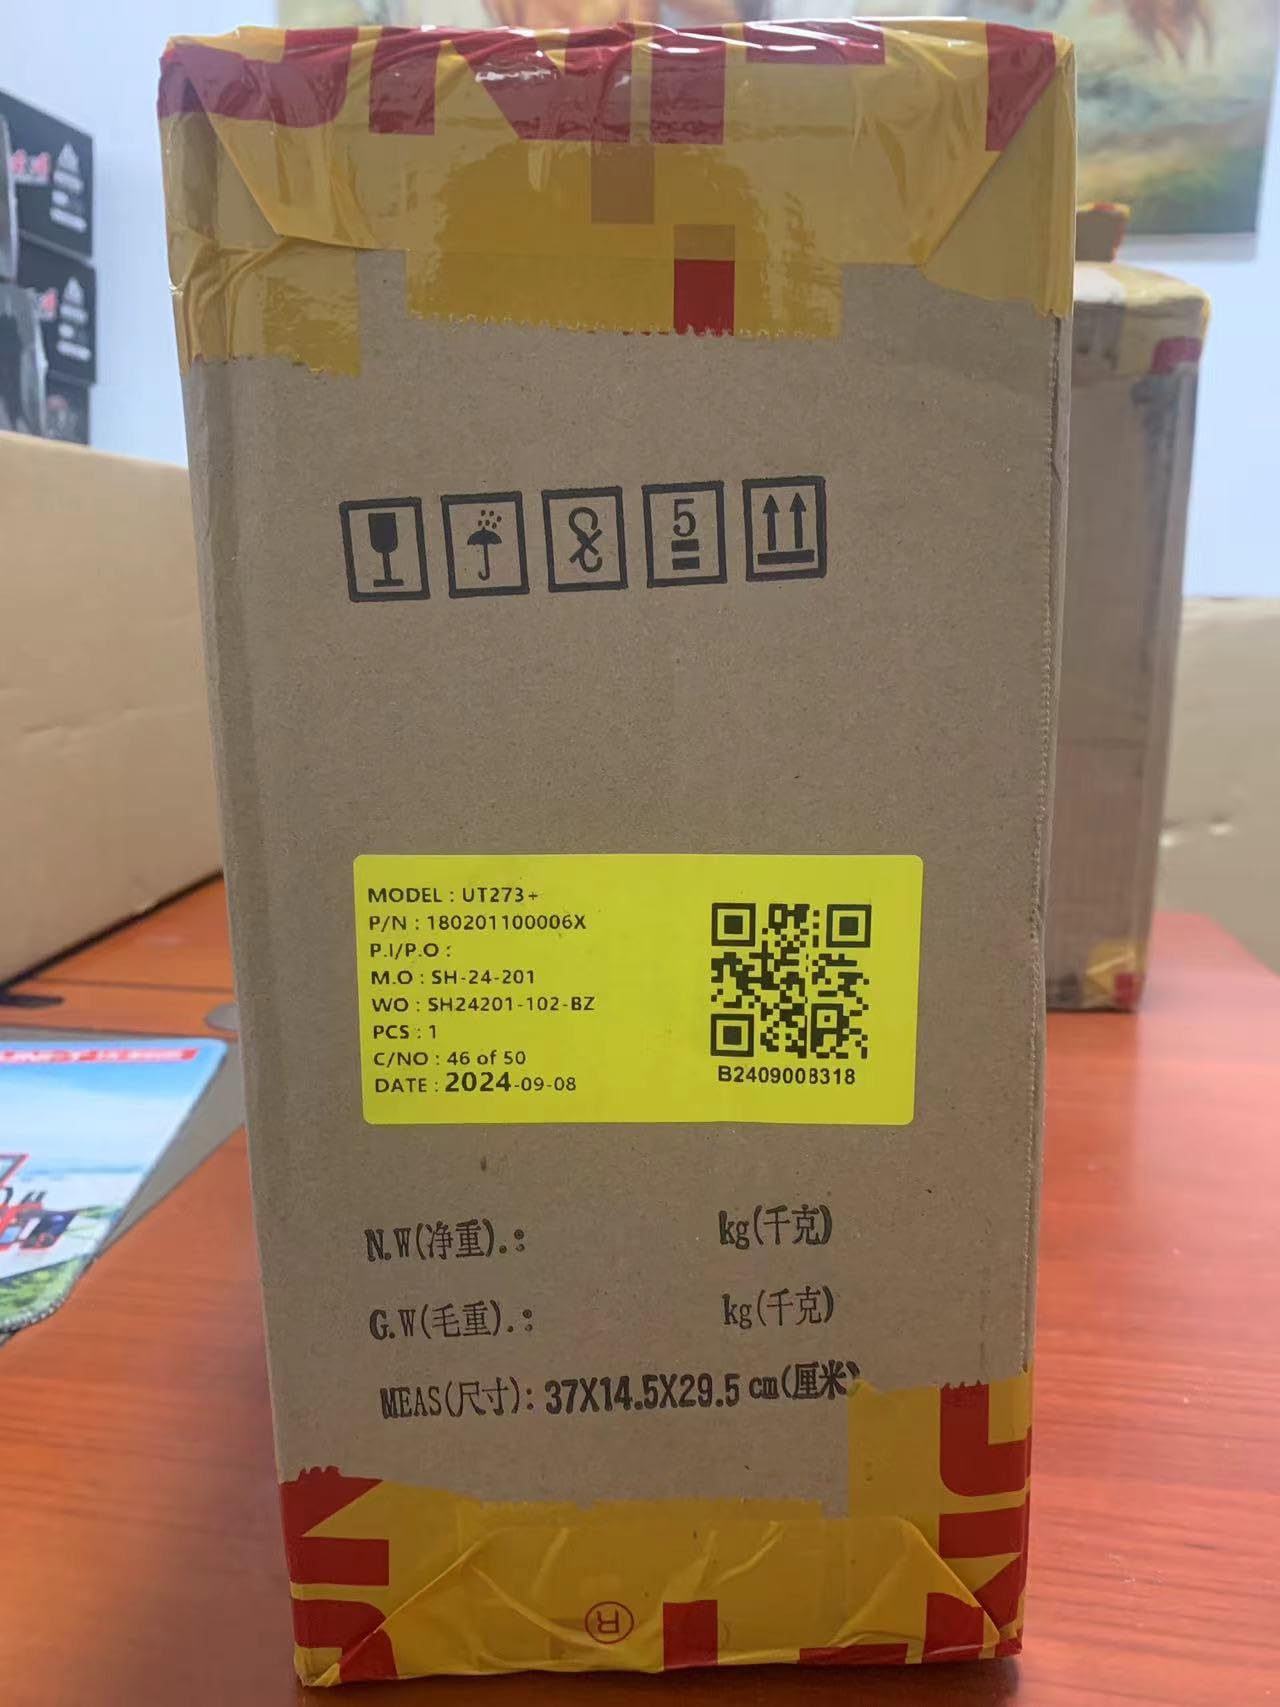 5
MODEL : UT273+
P/N : 180201100006X
P.I/P.O :
M.O : SH-24-201
WO : SH24201-102-BZ
PCS : 1
C/NO : 46 of 50
DATE : 2024-09-08
B2409008318
N.W(净重).: kg(千克)
G.W(毛重).: kg(千克)
MEAS(尺寸): 37X14.5X29.5 cm(厘米)
®